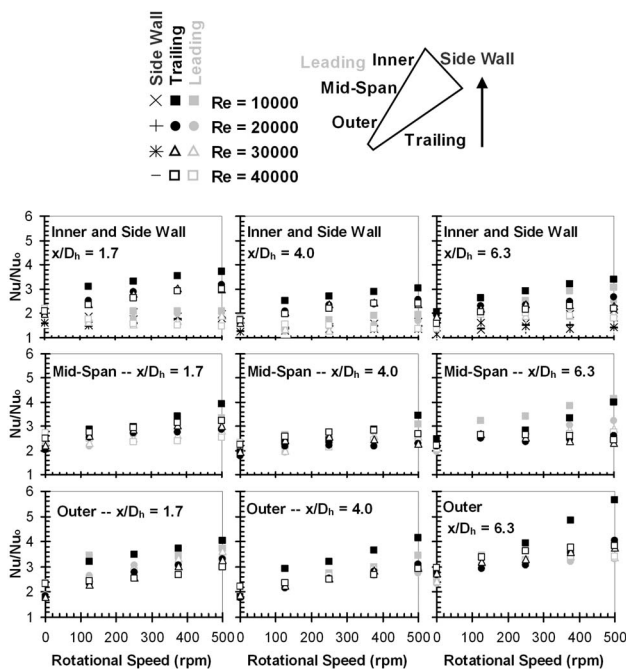 Side Wall
Trailing
Leading
Re = 10000
Re = 20000
Re = 30000
Re = 40000
Leading
Inner
Side Wall
Mid-Span
Outer
Trailing
6
5
4
3
2
1
Nu/Nuₒ
Inner and Side Wall
x/Dₕ = 1.7
Inner and Side Wall
x/Dₕ = 4.0
Inner and Side Wall
x/Dₕ = 6.3
6
5
4
3
2
1
Nu/Nuₒ
Mid-Span -- x/Dₕ = 1.7
Mid-Span -- x/Dₕ = 4.0
Mid-Span -- x/Dₕ = 6.3
6
5
4
3
2
1
Nu/Nuₒ
Outer -- x/Dₕ = 1.7
Outer -- x/Dₕ = 4.0
Outer
x/Dₕ = 6.3
0 100 200 300 400 500
0 100 200 300 400 500
0 100 200 300 400 500
Rotational Speed (rpm)
Rotational Speed (rpm)
Rotational Speed (rpm)